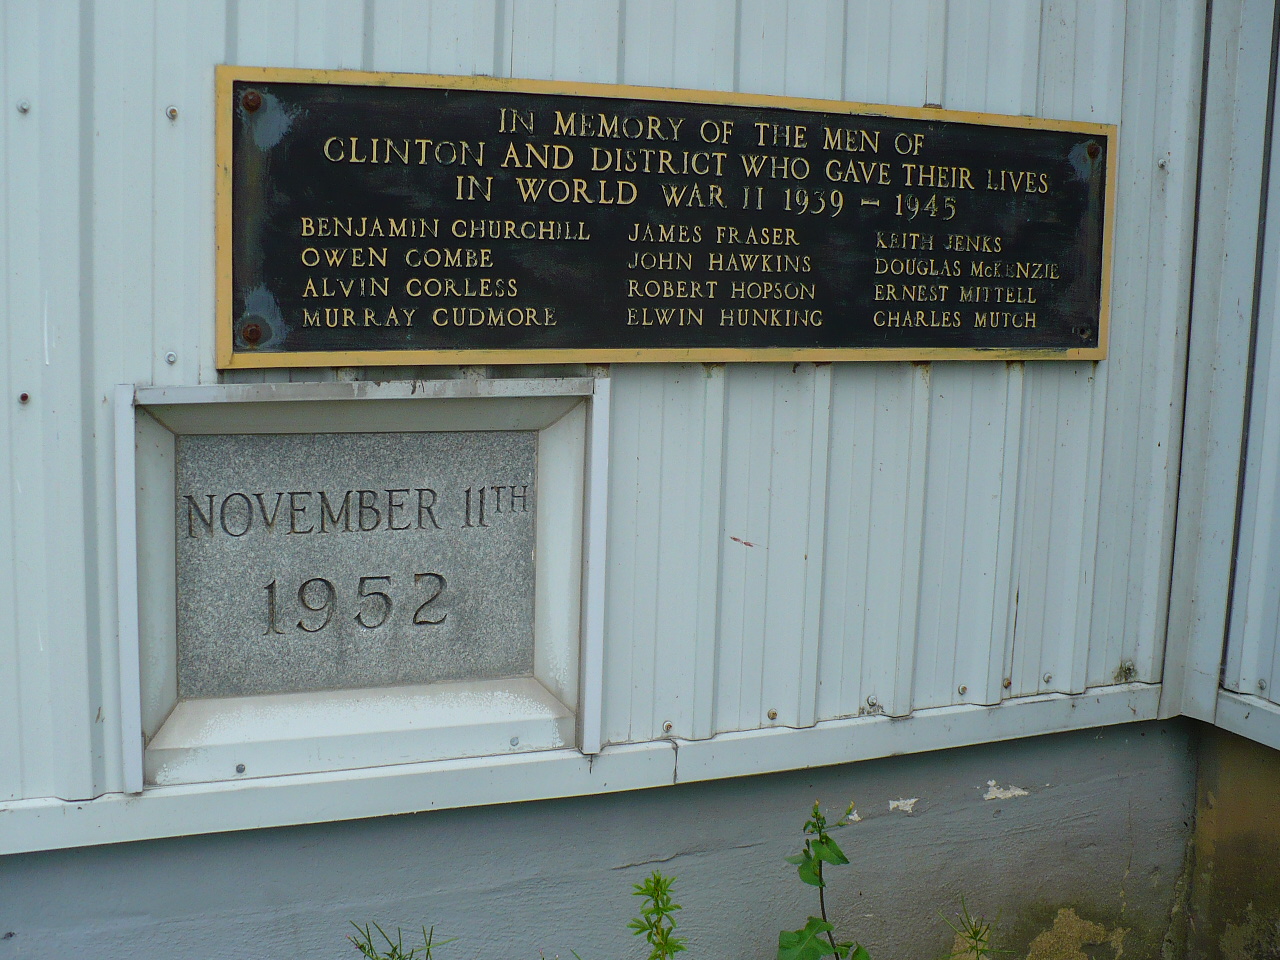 IN MEMORY OF THE MEN OF
CLINTON AND DISTRICT WHO GAVE THEIR LIVES
IN WORLD WAR II 1939 - 1945
BENJAMIN CHURCHILL JAMES FRASER KEITH JENKS
OWEN COMBE JOHN HAWKINS DOUGLAS McKENZIE
ALVIN CORLESS ROBERT HOPSON ERNEST MITTELL
MURRAY CUDMORE ELWIN HUNKING CHARLES MUTCH
NOVEMBER 11TH
1952